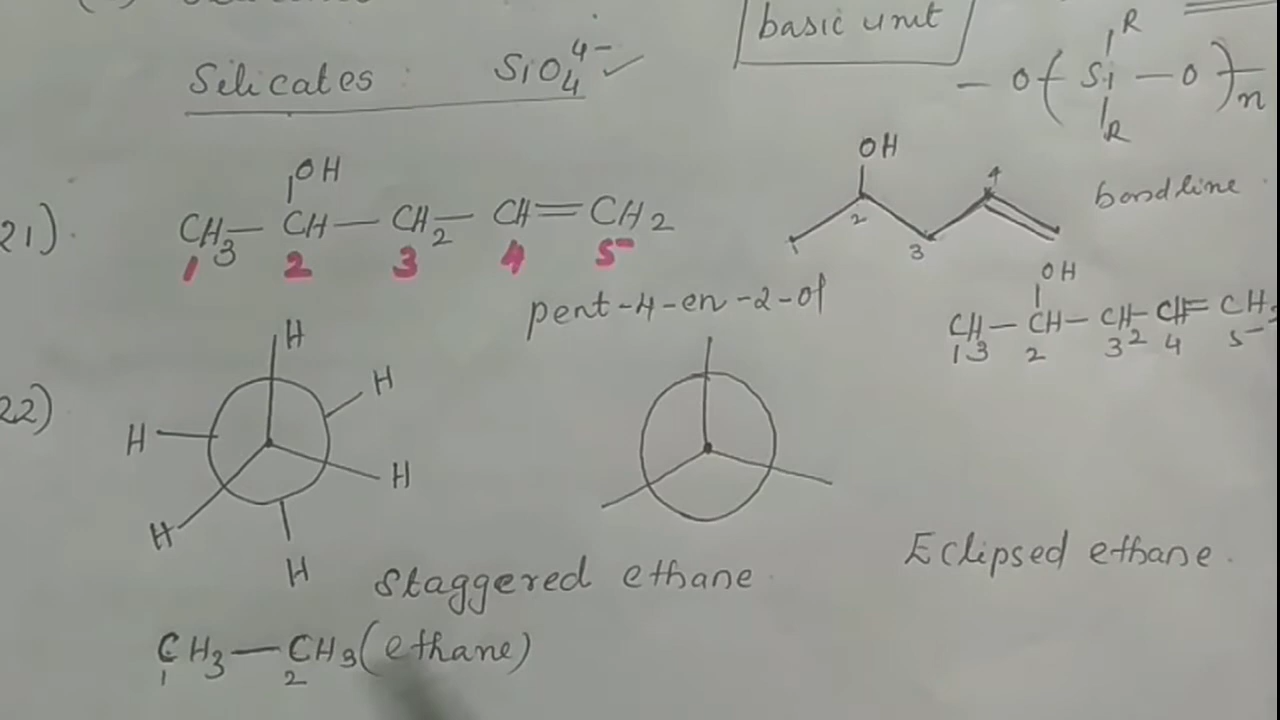 basic unit
R
Silicates : SiO₄⁴⁻ ✓
– O–(Si–O)–n
R
OH
21). CH₃–CH–CH₂–CH=CH₂
1 2 3 4 5
OH
2 3 4
bondline
pent-4-en-2-ol
OH
CH₃–CH–CH₂–CH=CH₂
1 2 3 4 5
22)
H
H
H
H
H
H
Staggered ethane
Eclipsed ethane.
CH₃–CH₃(ethane)
1 2